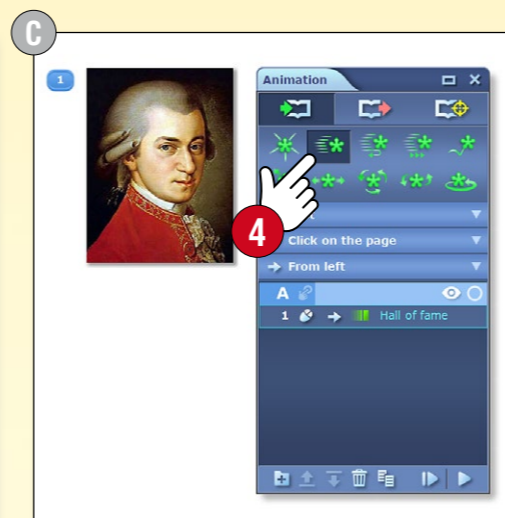 C
1
Animation
4
Click on the page
From left
A
1 Hall of fame